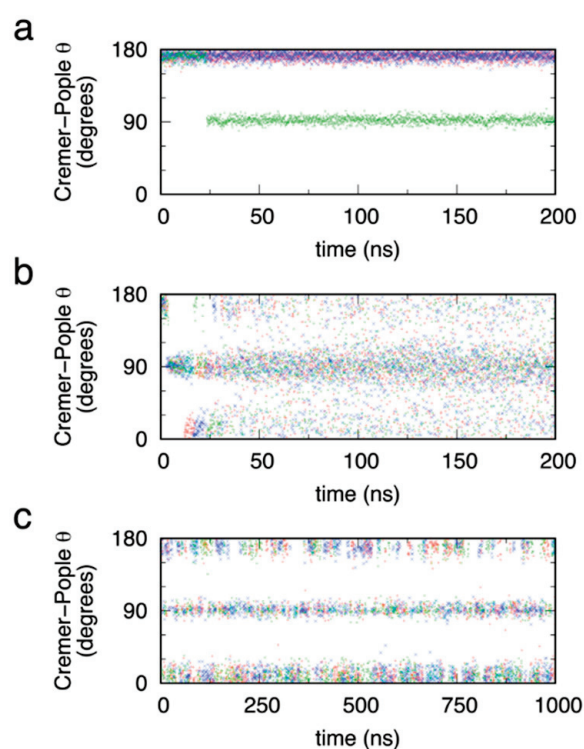 a
Cremer–Pople θ
(degrees)
180
90
0
0 50 100 150 200
time (ns)
b
Cremer–Pople θ
(degrees)
180
90
0
0 50 100 150 200
time (ns)
c
Cremer–Pople θ
(degrees)
180
90
0
0 250 500 750 1000
time (ns)